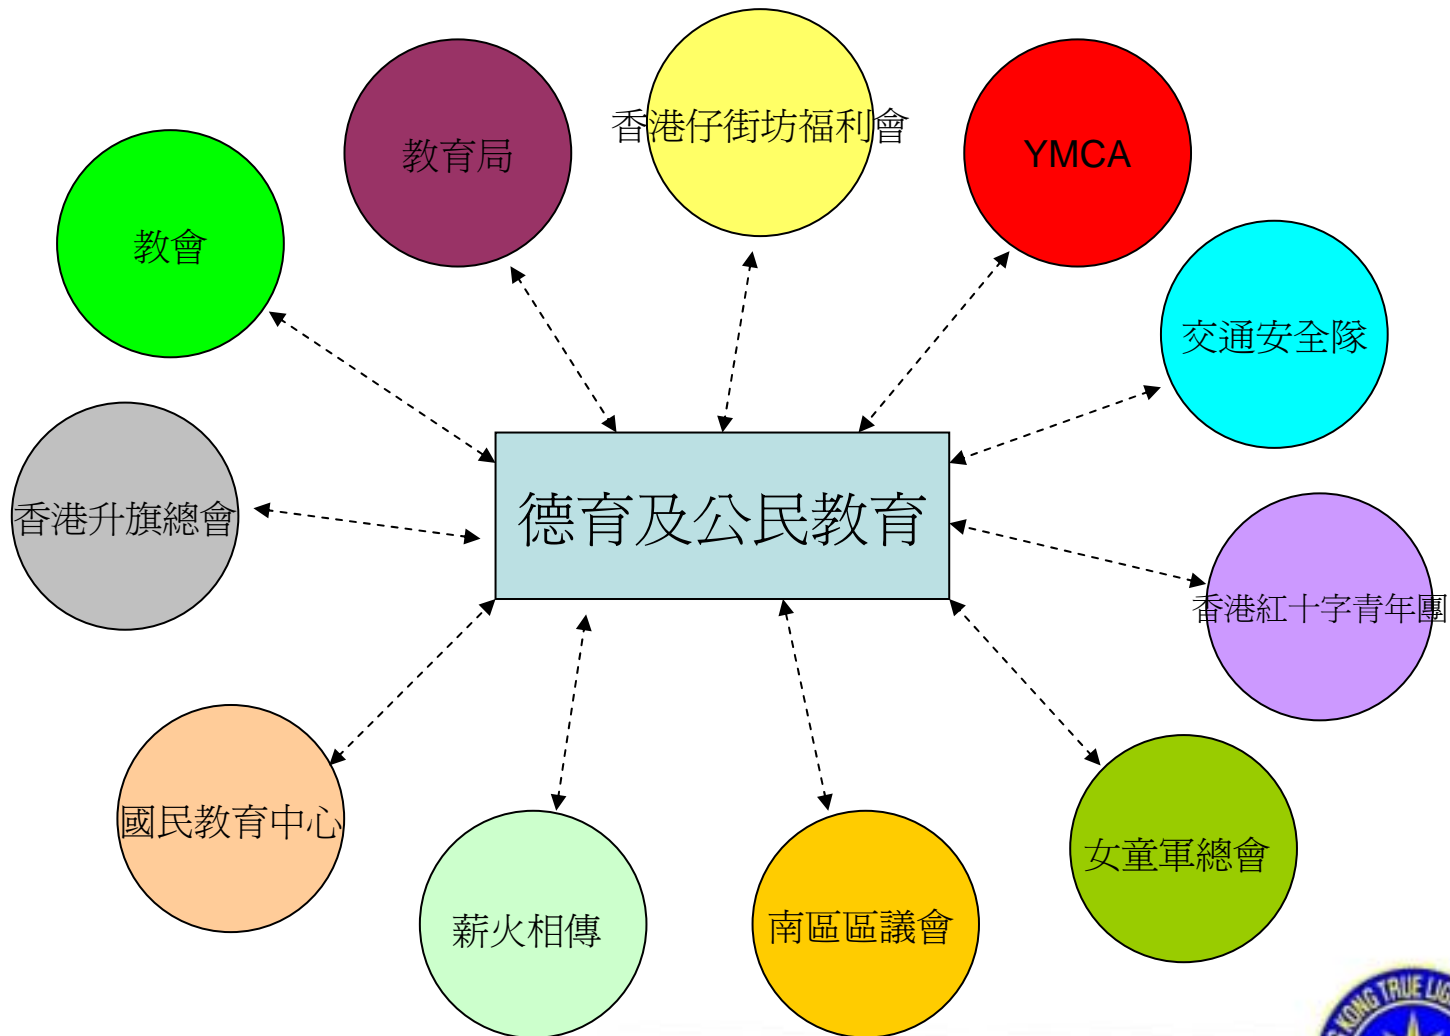 香港仔街坊福利會
教育局
YMCA
教會
交通安全隊
香港升旗總會
德育及公民教育
香港紅十字青年團
國民教育中心
女童軍總會
薪火相傳
南區區議會
KONG TRUE